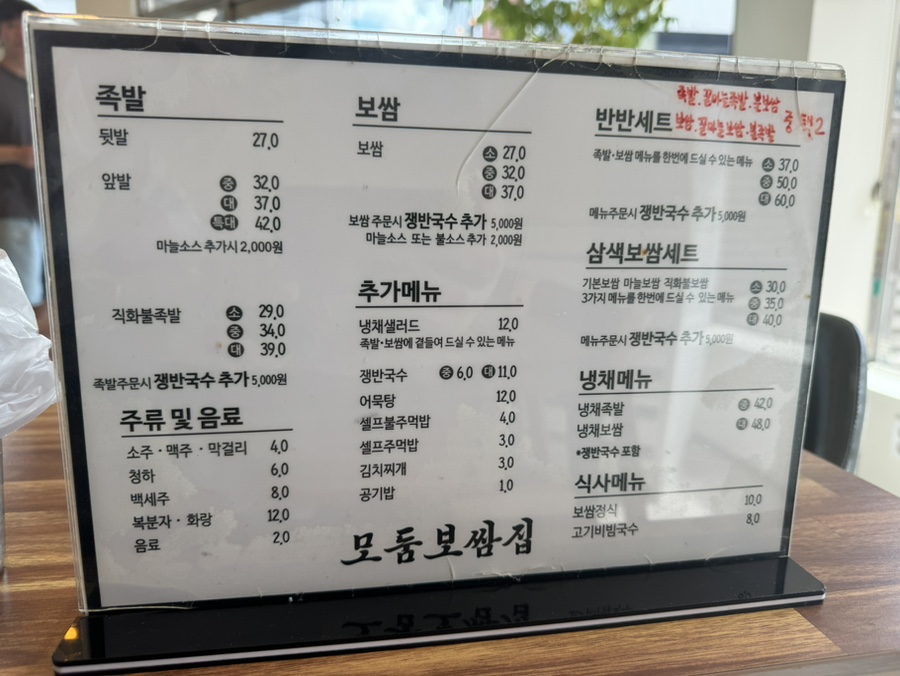 족발
뒷발 27.0
앞발 중 32.0
대 37.0
특대 42.0
마늘소스 추가시 2,000원
직화불족발 소 29.0
중 34.0
대 39.0
족발주문시 쟁반국수 추가 5,000원
주류 및 음료
소주 · 맥주 · 막걸리 4.0
청하 6.0
백세주 8.0
복분자 · 화랑 12.0
음료 2.0
보쌈
보쌈 소 27.0
중 32.0
대 37.0
보쌈 주문시 쟁반국수 추가 5,000원
마늘소스 또는 불소스 추가 2,000원
추가메뉴
냉채샐러드 12.0
족발·보쌈에 곁들여 드실 수 있는 메뉴
쟁반국수 중 6.0 대 11.0
어묵탕 12.0
셀프불주먹밥 4.0
셀프주먹밥 3.0
김치찌개 3.0
공기밥 1.0
모둠보쌈집
족발.꿀마늘족발.불보쌈
보쌈.꿀마늘보쌈.불족발
중 택2
반반세트
족발·보쌈 메뉴를 한번에 드실 수 있는 메뉴 소 37.0
중 50.0
대 60.0
메뉴주문시 쟁반국수 추가 5,000원
삼색보쌈세트
기본보쌈 마늘보쌈 직화불보쌈 소 30.0
3가지 메뉴를 한번에 드실 수 있는 메뉴 중 35.0
대 40.0
메뉴주문시 쟁반국수 추가 5,000원
냉채메뉴
냉채족발 중 42.0
냉채보쌈 대 48.0
*쟁반국수 포함
식사메뉴
보쌈정식 10.0
고기비빔국수 8.0